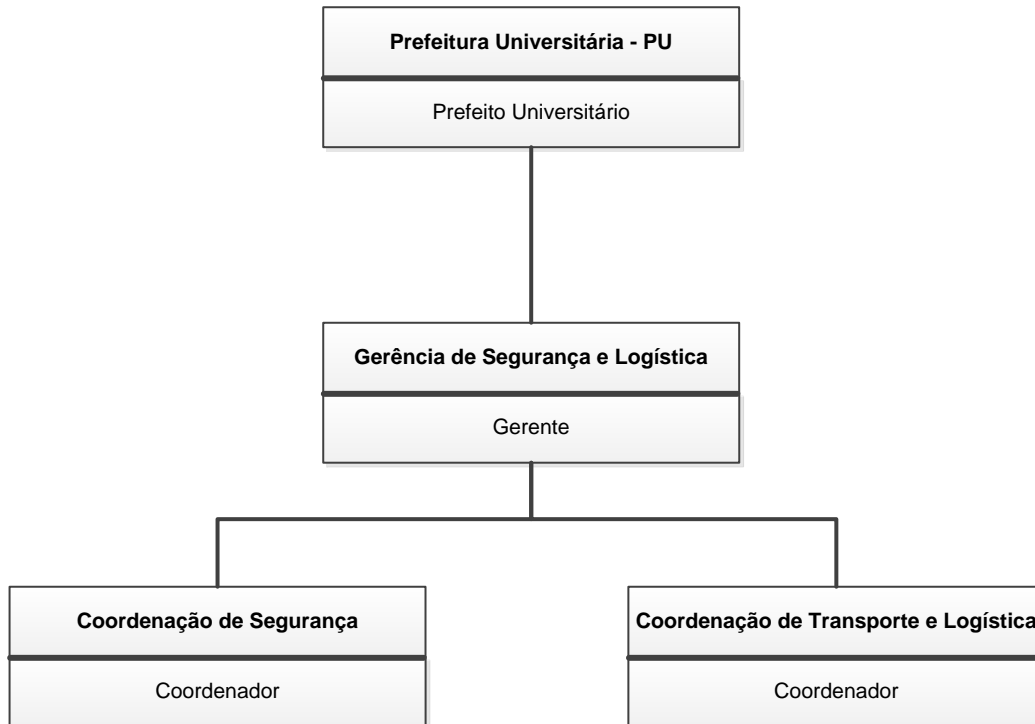 Prefeitura Universitária - PU
Prefeito Universitário
Gerência de Segurança e Logística
Gerente
Coordenação de Segurança
Coordenador
Coordenação de Transporte e Logística
Coordenador